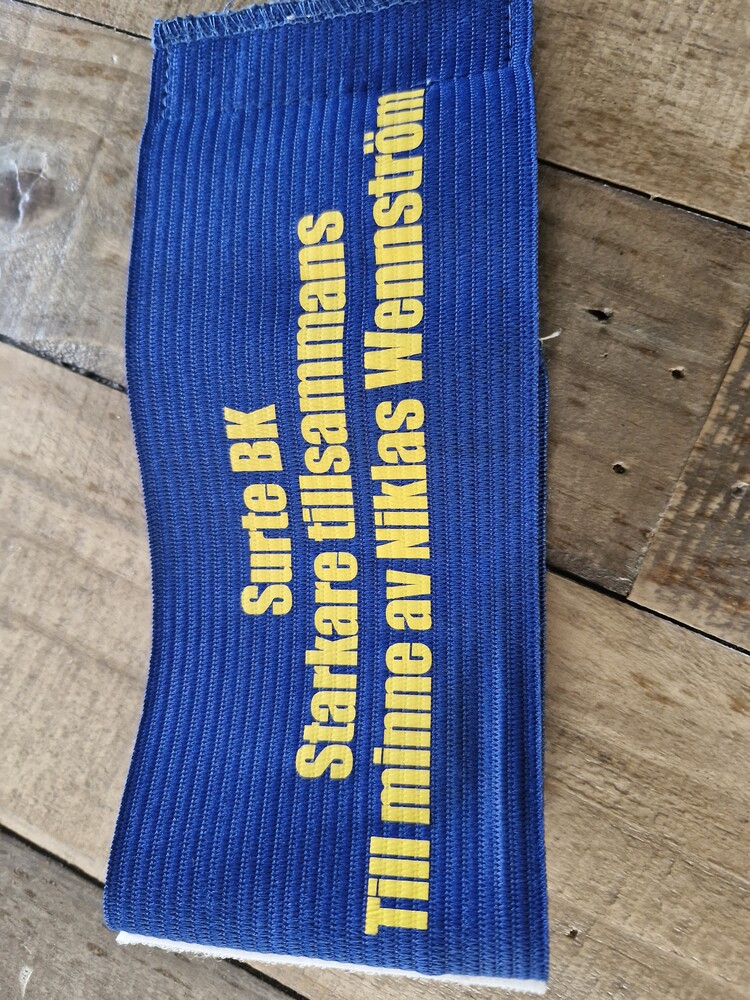 Surte BK
Starkare tillsammans
Till minne av Niklas Wennström